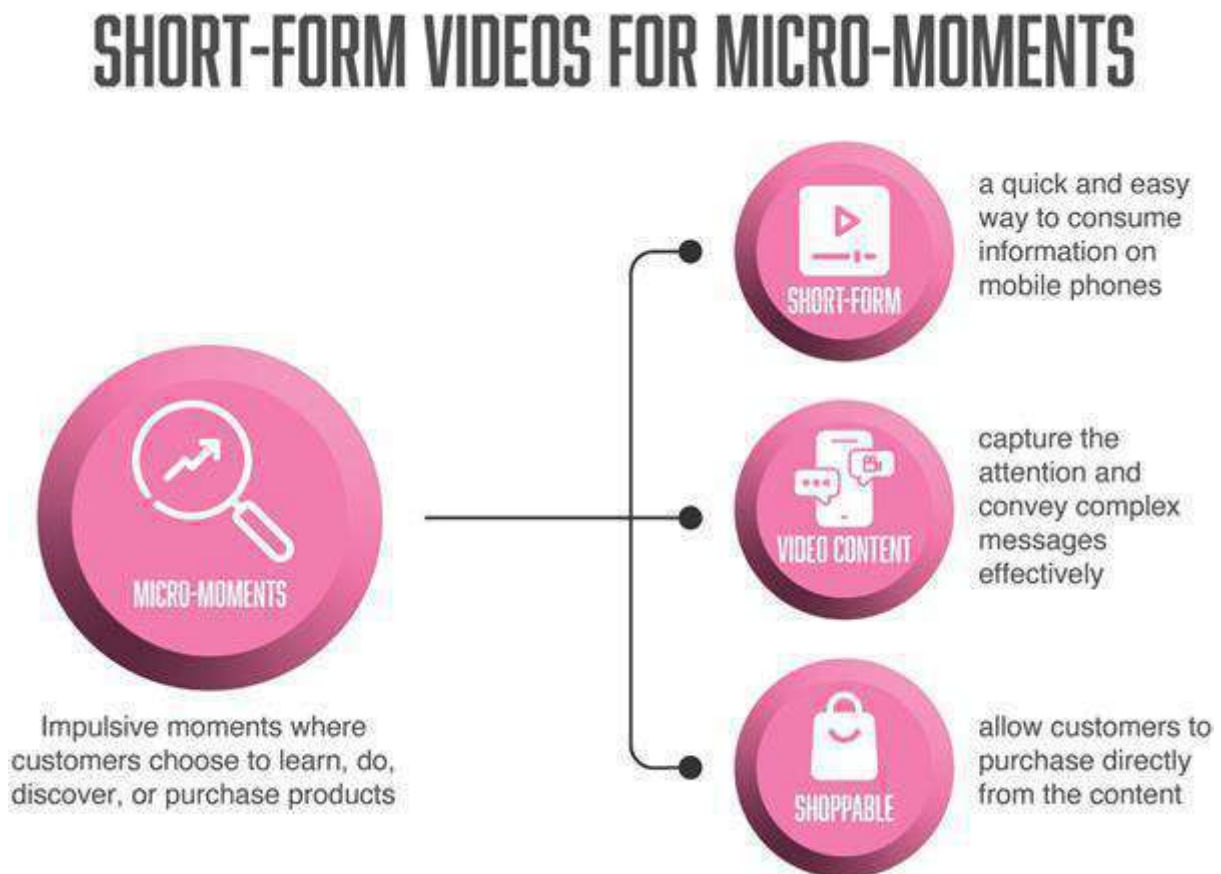 SHORT-FORM VIDEOS FOR MICRO-MOMENTS
MICRO-MOMENTS
Impulsive moments where
customers choose to learn, do,
discover, or purchase products
SHORT-FORM
a quick and easy
way to consume
information on
mobile phones
VIDEO CONTENT
capture the
attention and
convey complex
messages
effectively
SHOPPABLE
allow customers to
purchase directly
from the content